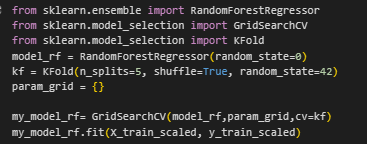 from sklearn.ensemble import RandomForestRegressor
from sklearn.model_selection import GridSearchCV
from sklearn.model_selection import KFold
model_rf = RandomForestRegressor(random_state=0)
kf = KFold(n_splits=5, shuffle=True, random_state=42)
param_grid = {}
my_model_rf= GridSearchCV(model_rf,param_grid,cv=kf)
my_model_rf.fit(X_train_scaled, y_train_scaled)